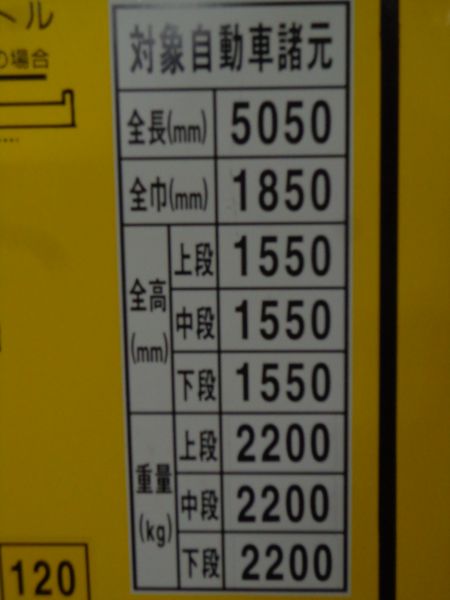 ベル
の場合
対象自動車諸元
全長(mm) 5050
全巾(mm) 1850
全高(mm) 上段 1550
中段 1550
下段 1550
重量(kg) 上段 2200
中段 2200
下段 2200
120